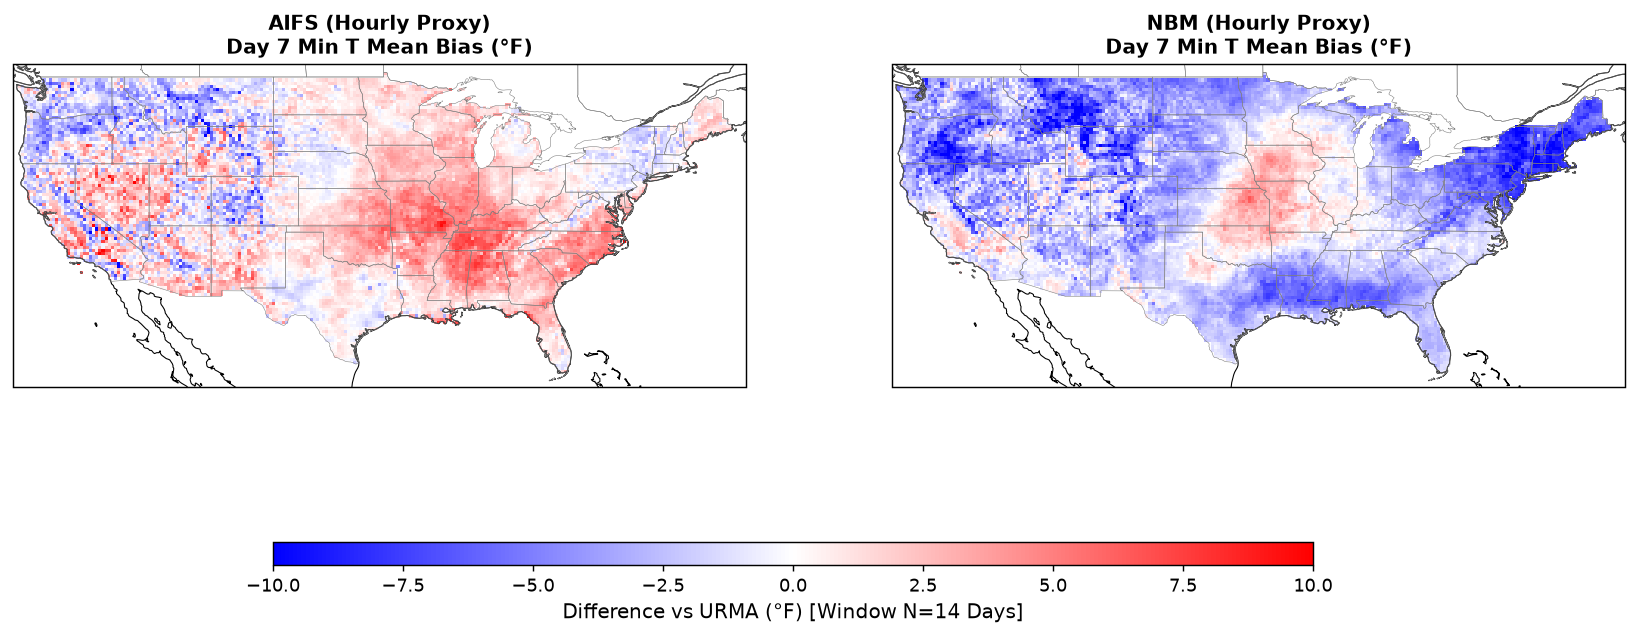 AIFS (Hourly Proxy)
Day 7 Min T Mean Bias (°F)
NBM (Hourly Proxy)
Day 7 Min T Mean Bias (°F)
−10.0 −7.5 −5.0 −2.5 0.0 2.5 5.0 7.5 10.0
Difference vs URMA (°F) [Window N=14 Days]